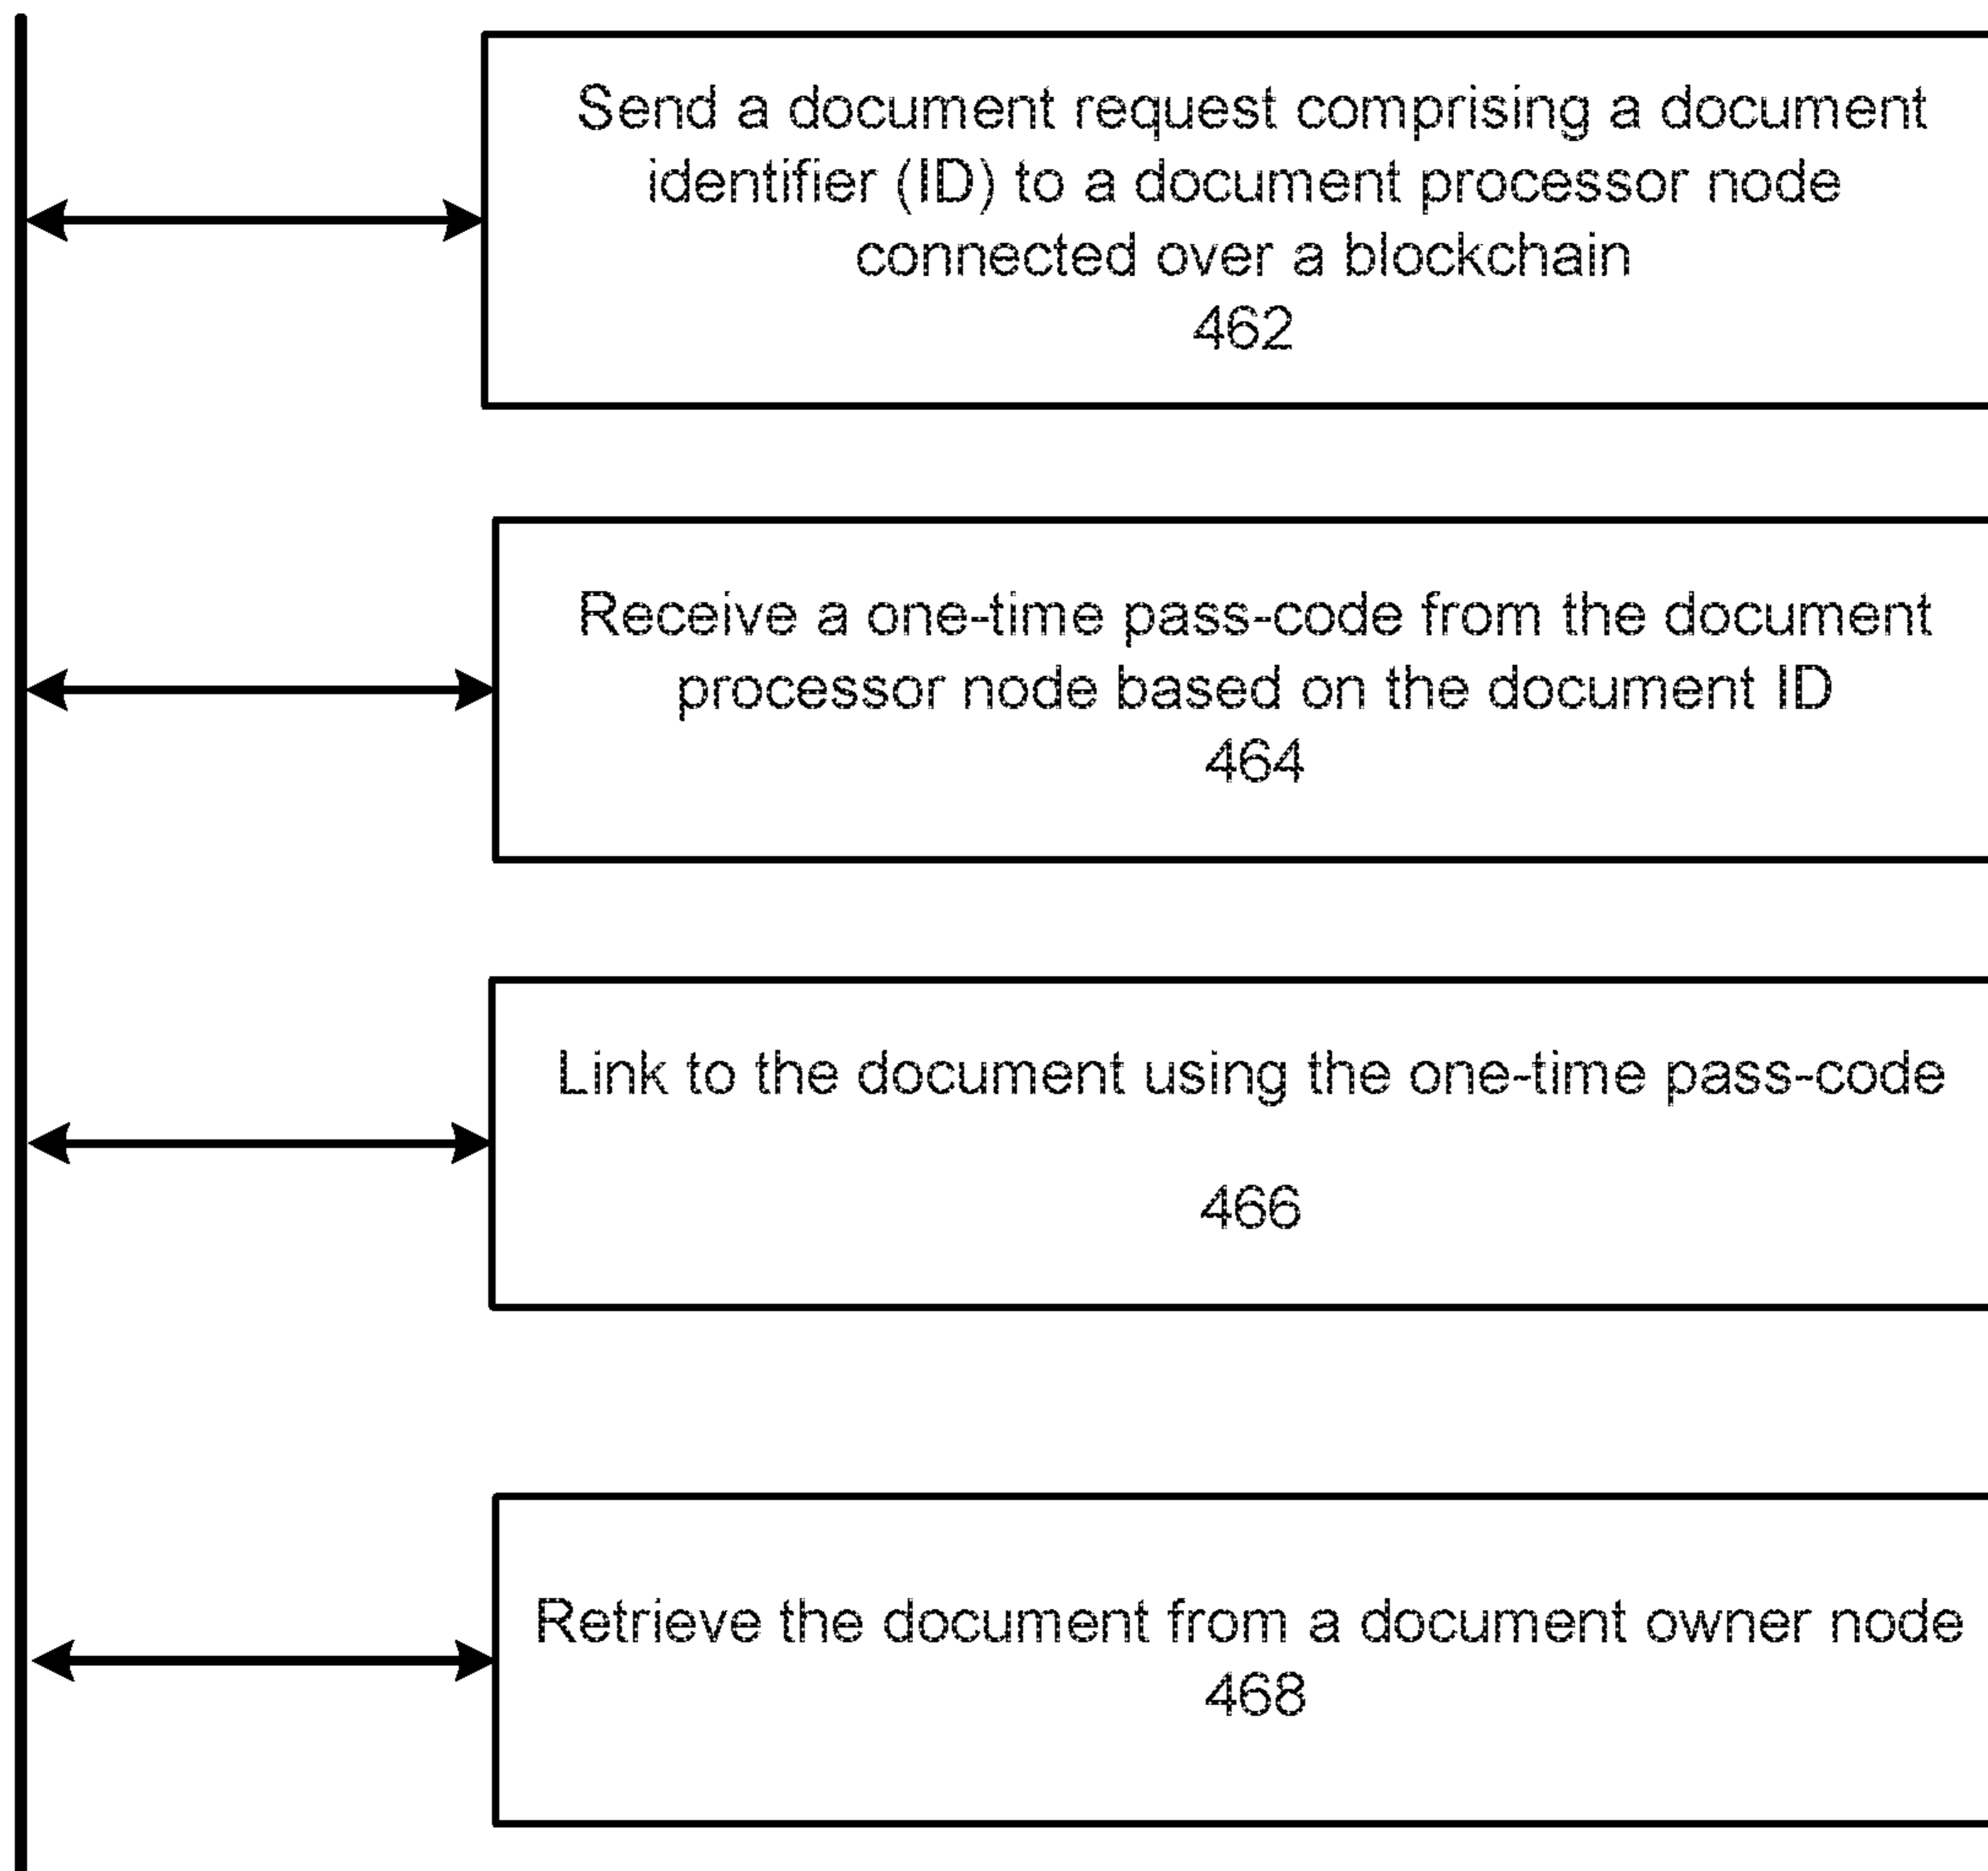 Send a document request comprising a document
identifier (ID) to a document processor node
connected over a blockchain
462
Receive a one-time pass-code from the document
processor node based on the document ID
464
Link to the document using the one-time pass-code
466
Retrieve the document from a document owner node
468